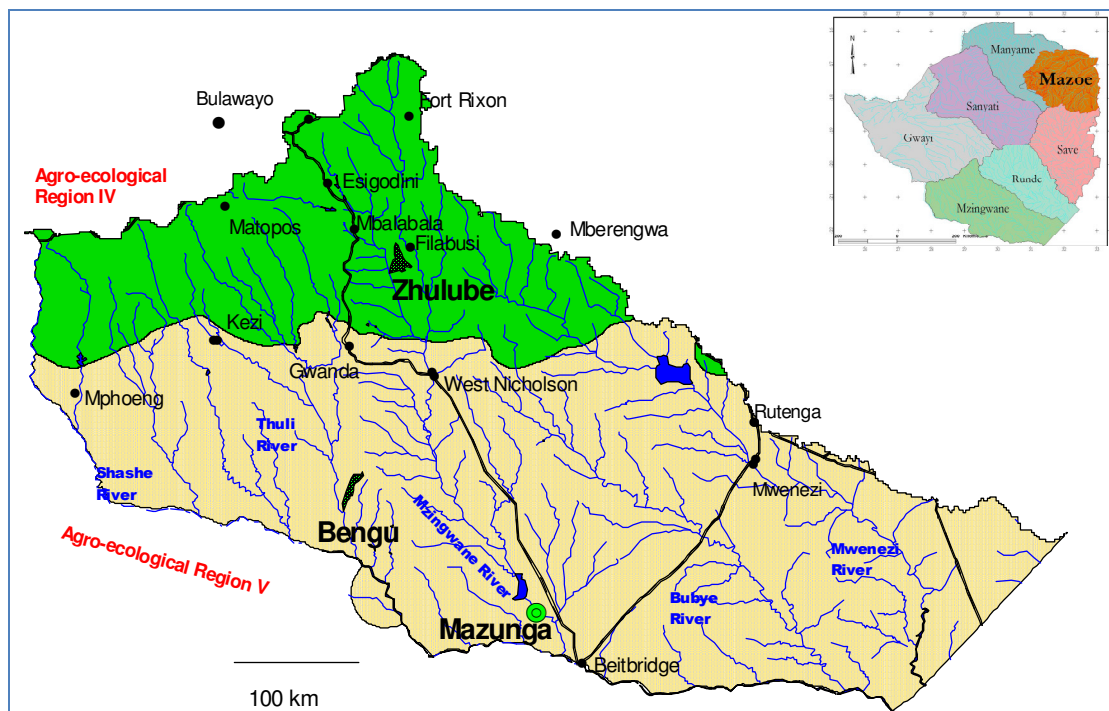 Bulawayo
Fort Rixon
Agro-ecological
Region IV
Esigodini
Matopos
Mbalabala
Filabusi
Mberengwa
Zhulube
Kezi
Gwanda
West Nicholson
Mphoeng
Rutenga
Thuli
River
Mwenezi
Shashe
River
Mzingwane River
Bengu
Agro-ecological Region V
Mwenezi
River
Bubye
River
Mazunga
Beitbridge
100 km
N
Manyame
Mazoe
Sanyati
Gwayi
Save
Runde
Mzingwane